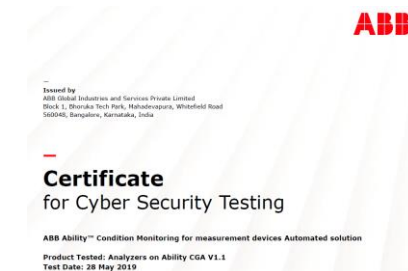 ABB
Issued by
ABB Global Industries and Services Private Limited
Block 1, Bhoruka Tech Park, Mahadevapura, Whitefield Road
560048, Bangalore, Karnataka, India
Certificate
for Cyber Security Testing
ABB Ability™ Condition Monitoring for measurement devices Automated solution
Product Tested: Analyzers on Ability CGA V1.1
Test Date: 28 May 2019